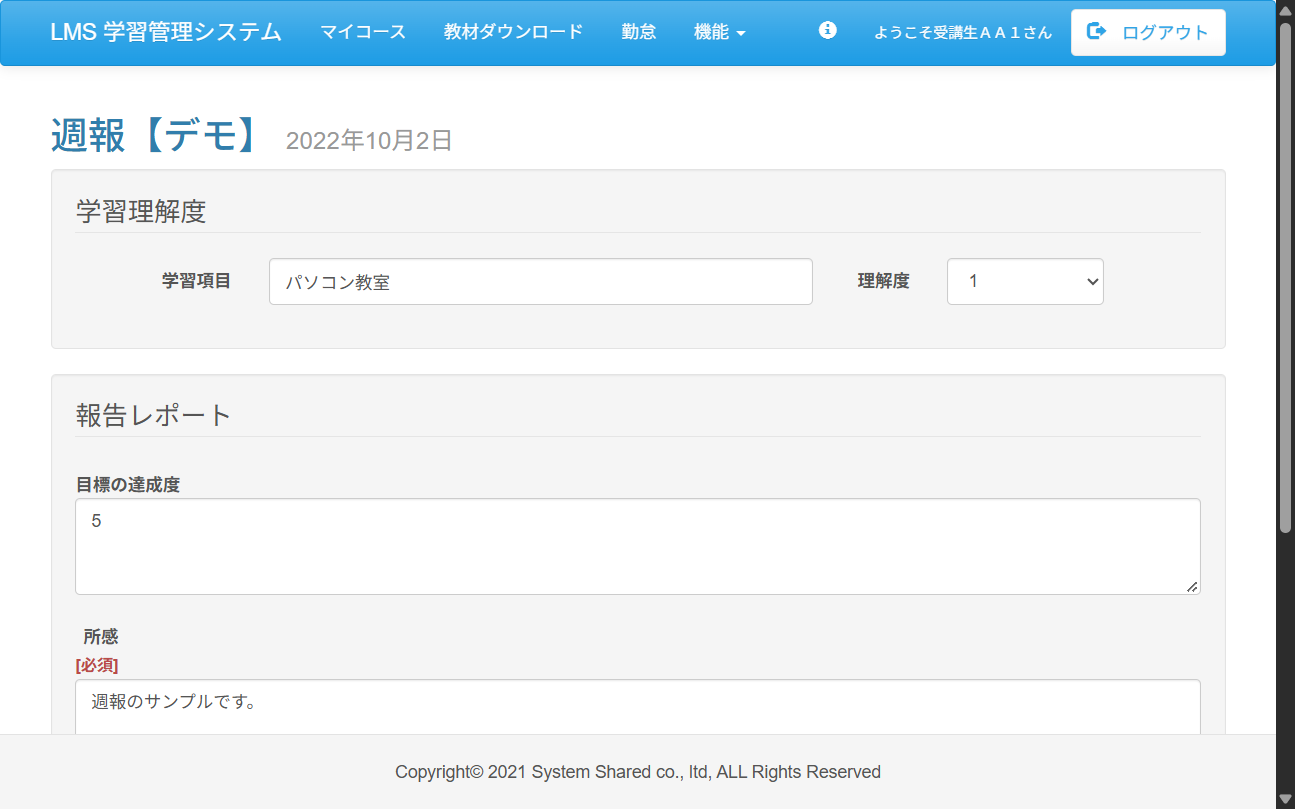 LMS 学習管理システム マイコース 教材ダウンロード 勤怠 機能 ようこそ受講生ＡＡ１さん ログアウト
週報【デモ】 2022年10月2日
学習理解度
学習項目 パソコン教室 理解度 1
報告レポート
目標の達成度
5
所感
[必須]
週報のサンプルです。
Copyright© 2021 System Shared co., ltd, ALL Rights Reserved